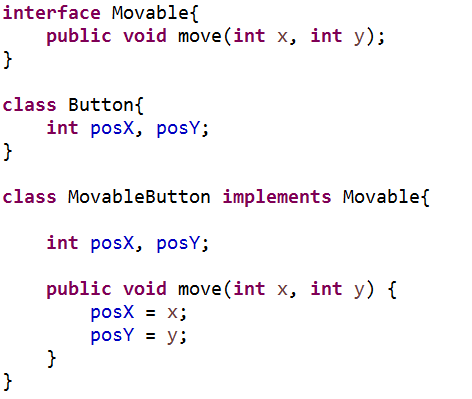 interface Movable{
    public void move(int x, int y);
}
class Button{
    int posX, posY;
}
class MovableButton implements Movable{
    int posX, posY;
    public void move(int x, int y) {
        posX = x;
        posY = y;
    }
}